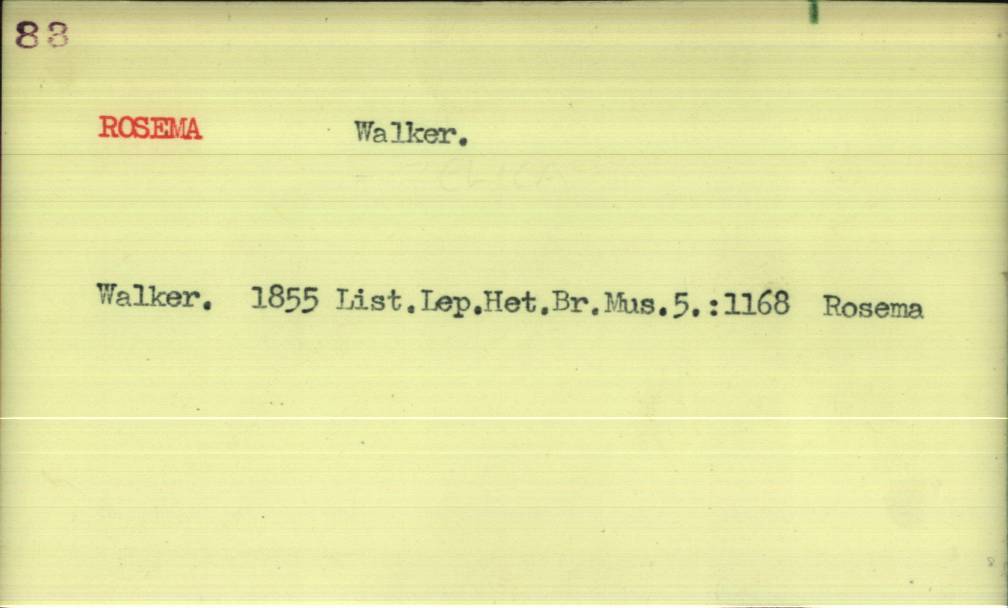 83
ROSEMA Walker.
Walker. 1855 List.Lep.Het.Br.Mus.5.:1168 Rosema